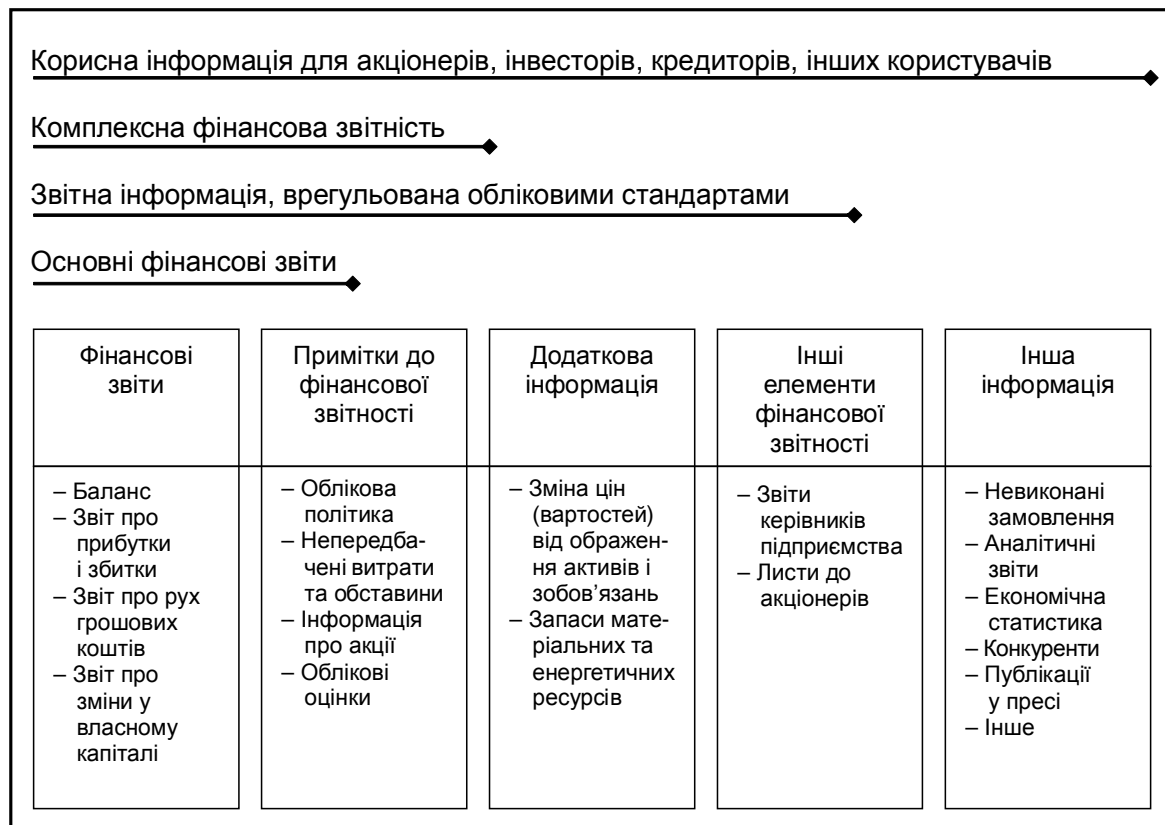 Корисна інформація для акціонерів, інвесторів, кредиторів, інших користувачів
Комплексна фінансова звітність
Звітна інформація, врегульована обліковими стандартами
Основні фінансові звіти
Фінансові
звіти
– Баланс
– Звіт про
прибутки
і збитки
– Звіт про рух
грошових
коштів
– Звіт про
зміни у
власному
капіталі
Примітки до
фінансової
звітності
– Облікова
політика
– Непередба-
чені витрати
та обставини
– Інформація
про акції
– Облікові
оцінки
Додаткова
інформація
– Зміна цін
(вартостей)
від ображен-
ня активів і
зобов’язань
– Запаси мате-
ріальних та
енергетичних
ресурсів
Інші
елементи
фінансової
звітності
– Звіти
керівників
підприємства
– Листи до
акціонерів
Інша
інформація
– Невиконані
замовлення
– Аналітичні
звіти
– Економічна
статистика
– Конкуренти
– Публікації
у пресі
– Інше